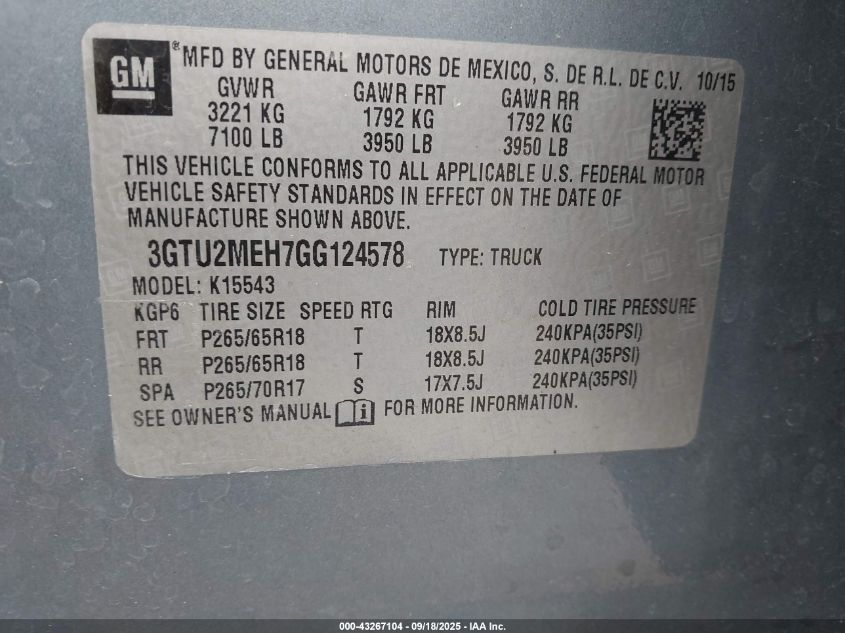 GM ® MFD BY GENERAL MOTORS DE MEXICO, S. DE R.L. DE C.V. 10/15
GVWR GAWR FRT GAWR RR
3221 KG 1792 KG 1792 KG
7100 LB 3950 LB 3950 LB
THIS VEHICLE CONFORMS TO ALL APPLICABLE U.S. FEDERAL MOTOR
VEHICLE SAFETY STANDARDS IN EFFECT ON THE DATE OF
MANUFACTURE SHOWN ABOVE.
3GTU2MEH7GG124578 TYPE: TRUCK
MODEL: K15543
KGP6 TIRE SIZE SPEED RTG RIM COLD TIRE PRESSURE
FRT P265/65R18 T 18X8.5J 240KPA(35PSI)
RR P265/65R18 T 18X8.5J 240KPA(35PSI)
SPA P265/70R17 S 17X7.5J 240KPA(35PSI)
SEE OWNER'S MANUAL i FOR MORE INFORMATION.
000-43267104 - 09/18/2025 - IAA Inc.